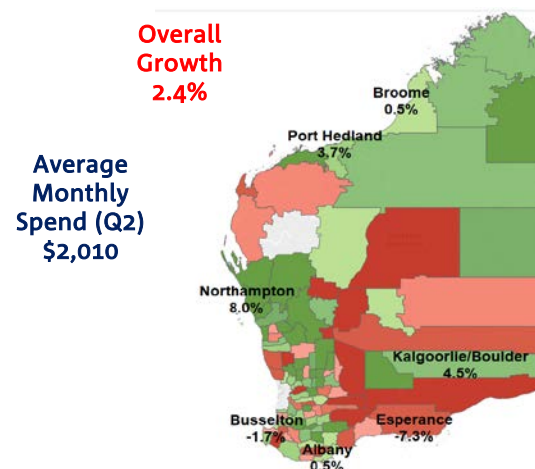 Overall
Growth
2.4%
Average
Monthly
Spend (Q2)
$2,010
Broome
0.5%
Port Hedland
3.7%
Northampton
8.0%
Kalgoorlie/Boulder
4.5%
Busselton
-1.7%
Esperance
-7.3%
Albany
0.5%